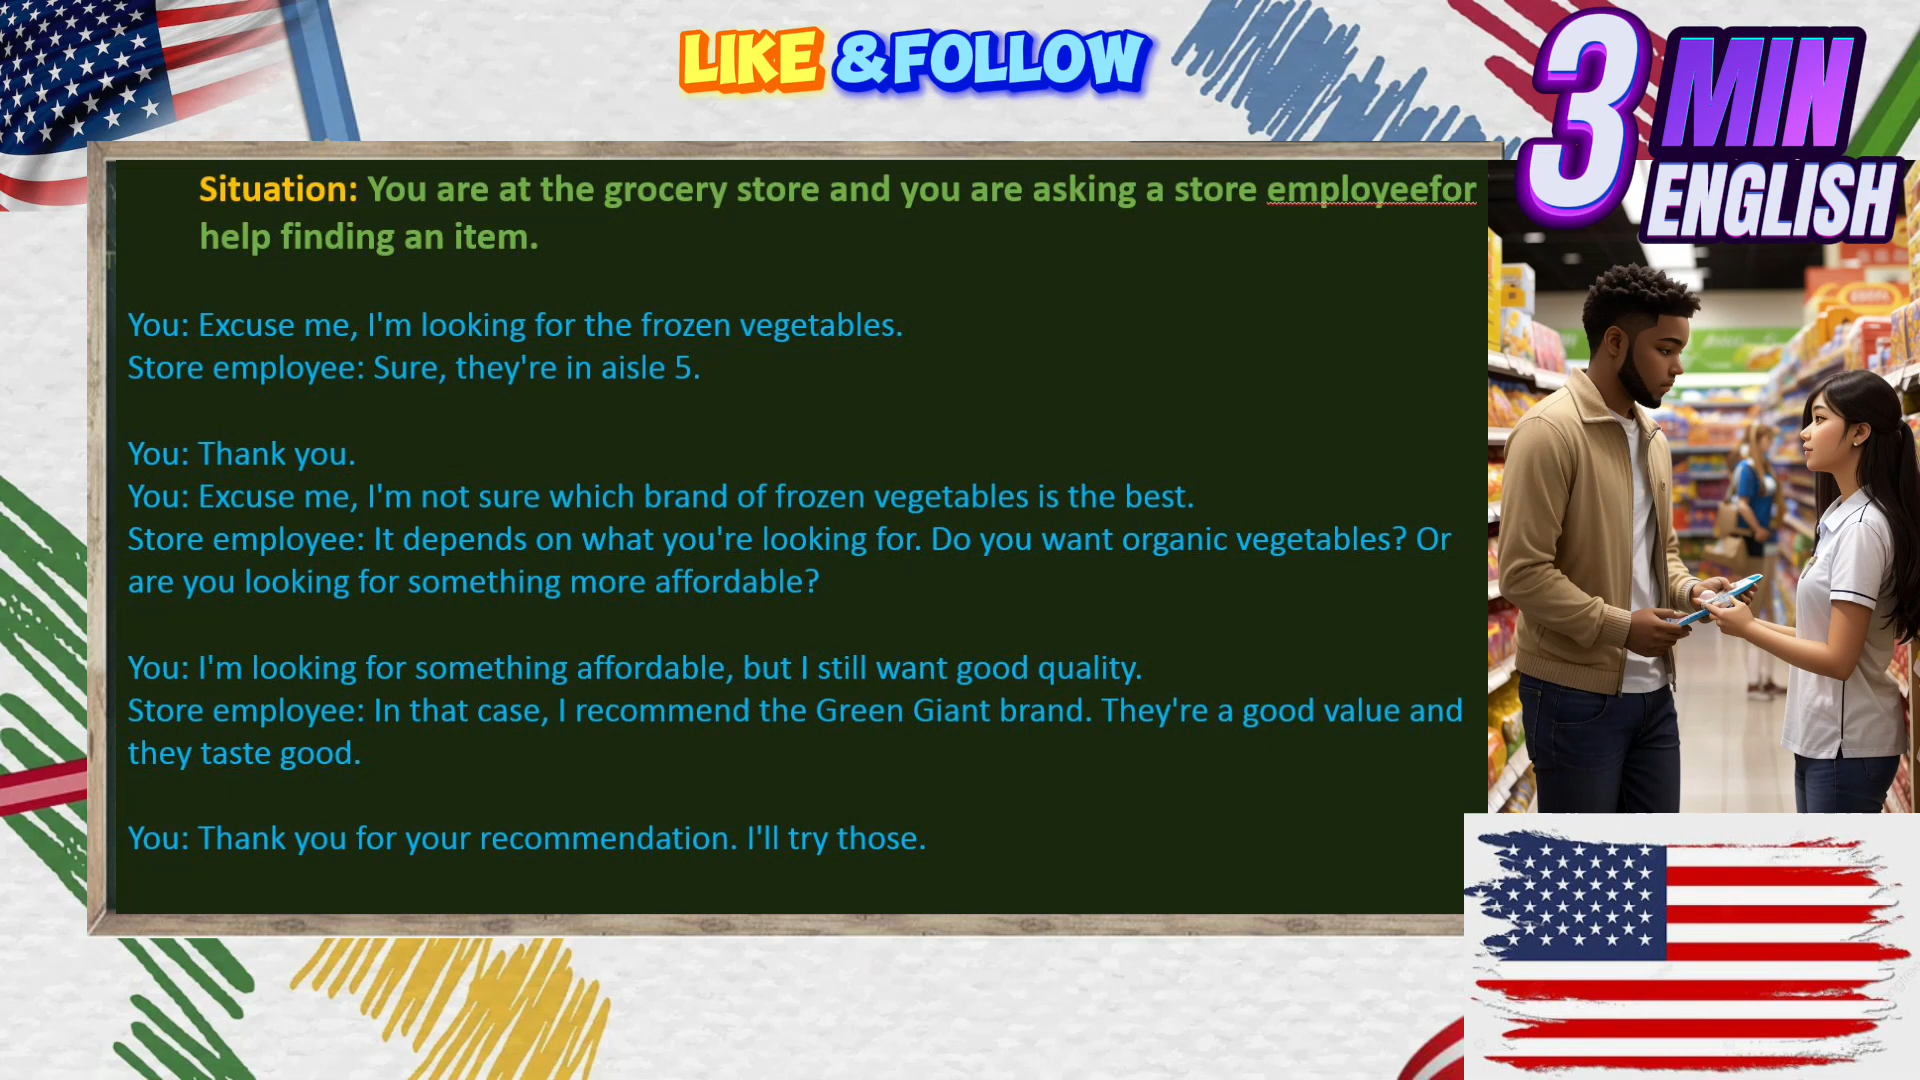 LIKE &FOLLOW
3 MIN
ENGLISH
Situation: You are at the grocery store and you are asking a store employeefor
help finding an item.
You: Excuse me, I'm looking for the frozen vegetables.
Store employee: Sure, they're in aisle 5.
You: Thank you.
You: Excuse me, I'm not sure which brand of frozen vegetables is the best.
Store employee: It depends on what you're looking for. Do you want organic vegetables? Or
are you looking for something more affordable?
You: I'm looking for something affordable, but I still want good quality.
Store employee: In that case, I recommend the Green Giant brand. They're a good value and
they taste good.
You: Thank you for your recommendation. I'll try those.